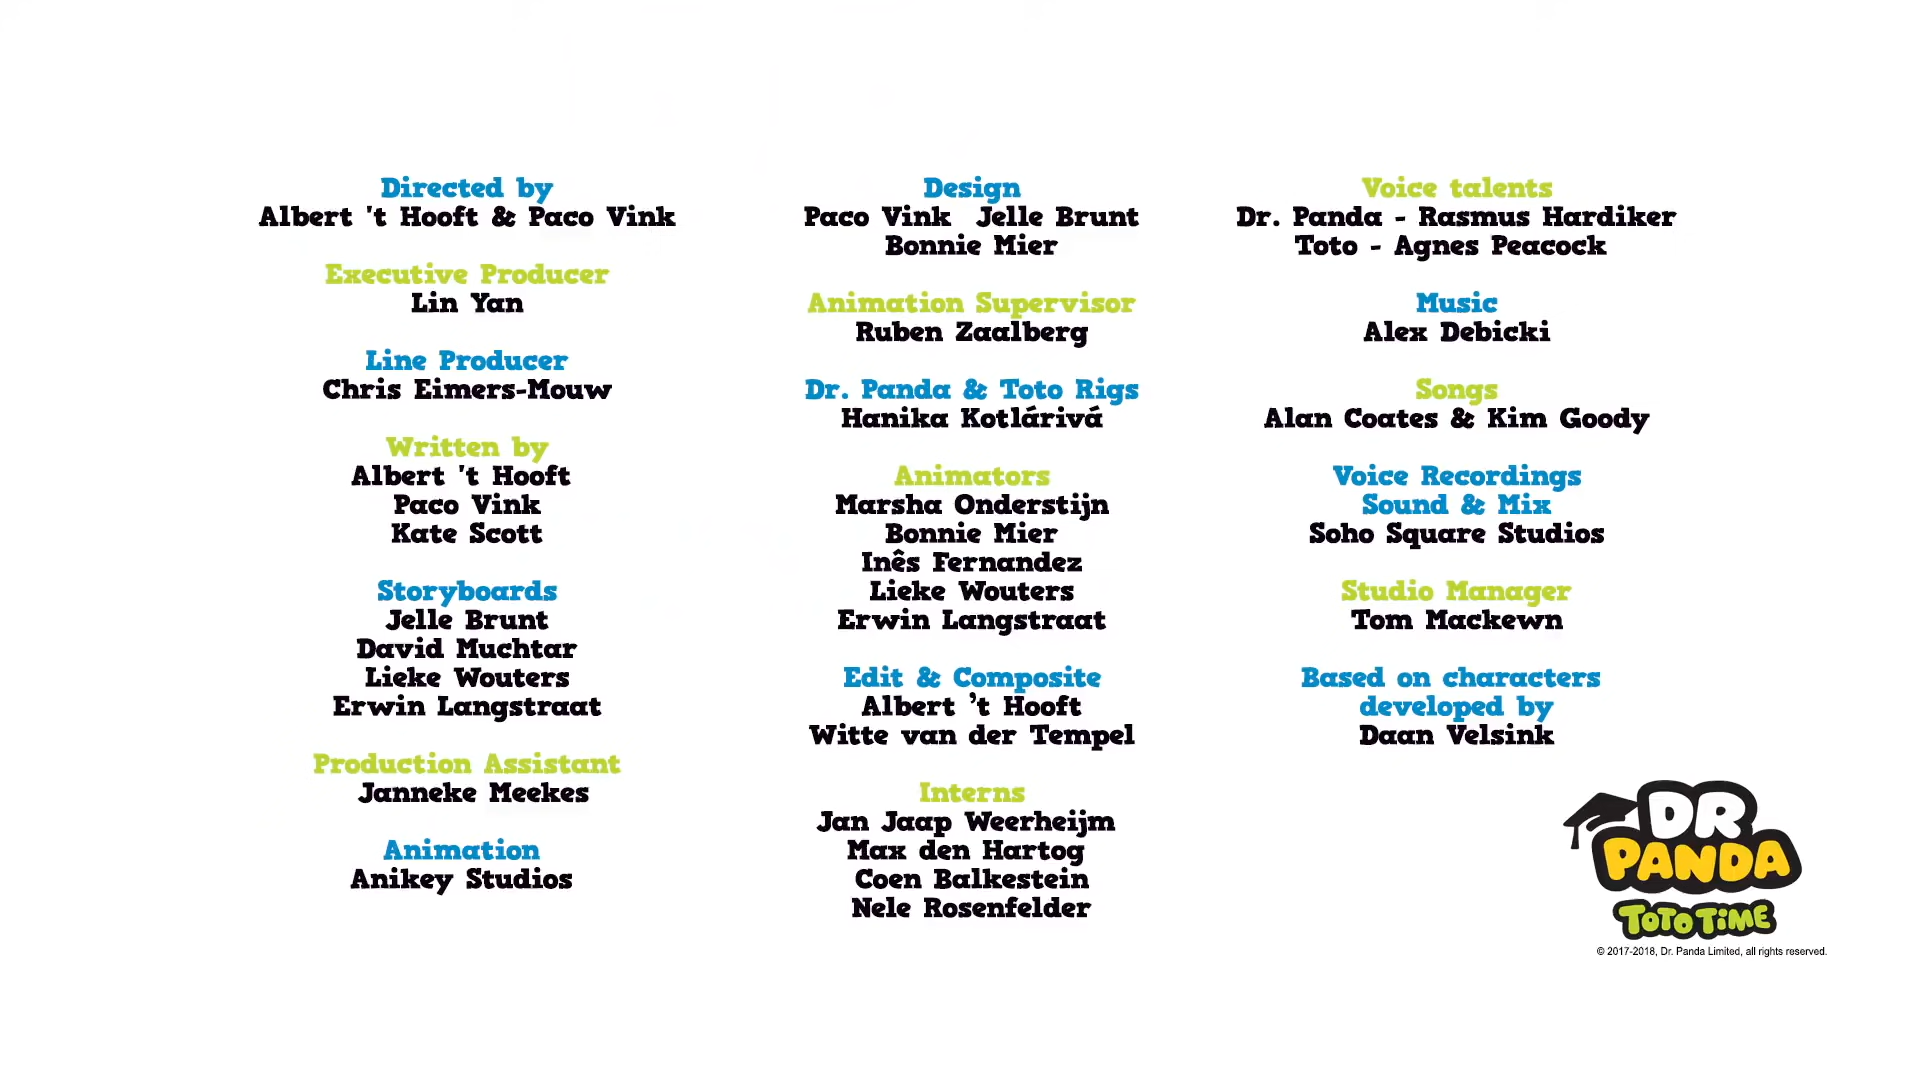 Directed by
Albert 't Hooft & Paco Vink
Executive Producer
Lin Yan
Line Producer
Chris Eimers-Mouw
Written by
Albert 't Hooft
Paco Vink
Kate Scott
Storyboards
Jelle Brunt
David Muchtar
Lieke Wouters
Erwin Langstraat
Production Assistant
Janneke Meekes
Animation
Anikey Studios
Design
Paco Vink Jelle Brunt
Bonnie Mier
Animation Supervisor
Ruben Zaalberg
Dr. Panda & Toto Rigs
Hanika Kotlárivá
Animators
Marsha Onderstijn
Bonnie Mier
Inês Fernandez
Lieke Wouters
Erwin Langstraat
Edit & Composite
Albert ’t Hooft
Witte van der Tempel
Interns
Jan Jaap Weerheijm
Max den Hartog
Coen Balkestein
Nele Rosenfelder
Voice talents
Dr. Panda - Rasmus Hardiker
Toto - Agnes Peacock
Music
Alex Debicki
Songs
Alan Coates & Kim Goody
Voice Recordings
Sound & Mix
Soho Square Studios
Studio Manager
Tom Mackewn
Based on characters
developed by
Daan Velsink
DR
PANDA
TOTO TiME
© 2017-2018, Dr. Panda Limited, all rights reserved.